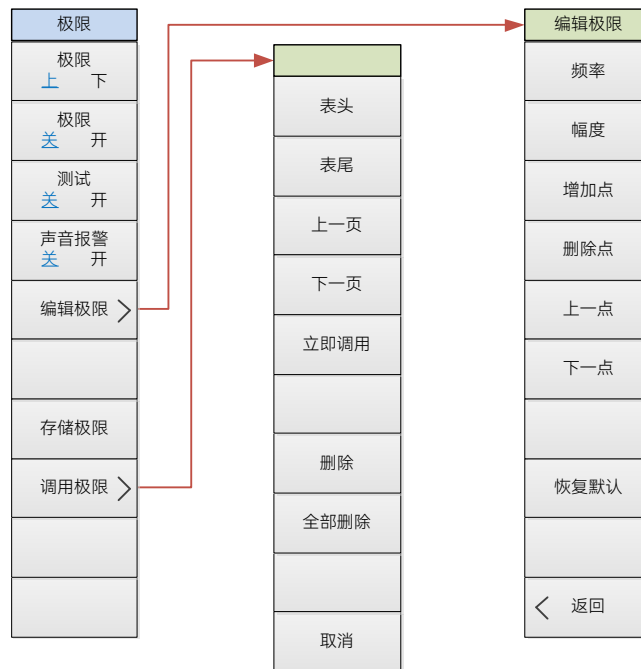 极限
极限
上 下
极限
关 开
测试
关 开
声音报警
关 开
编辑极限
存储极限
调用极限
表头
表尾
上一页
下一页
立即调用
删除
全部删除
取消
编辑极限
频率
幅度
增加点
删除点
上一点
下一点
恢复默认
返回